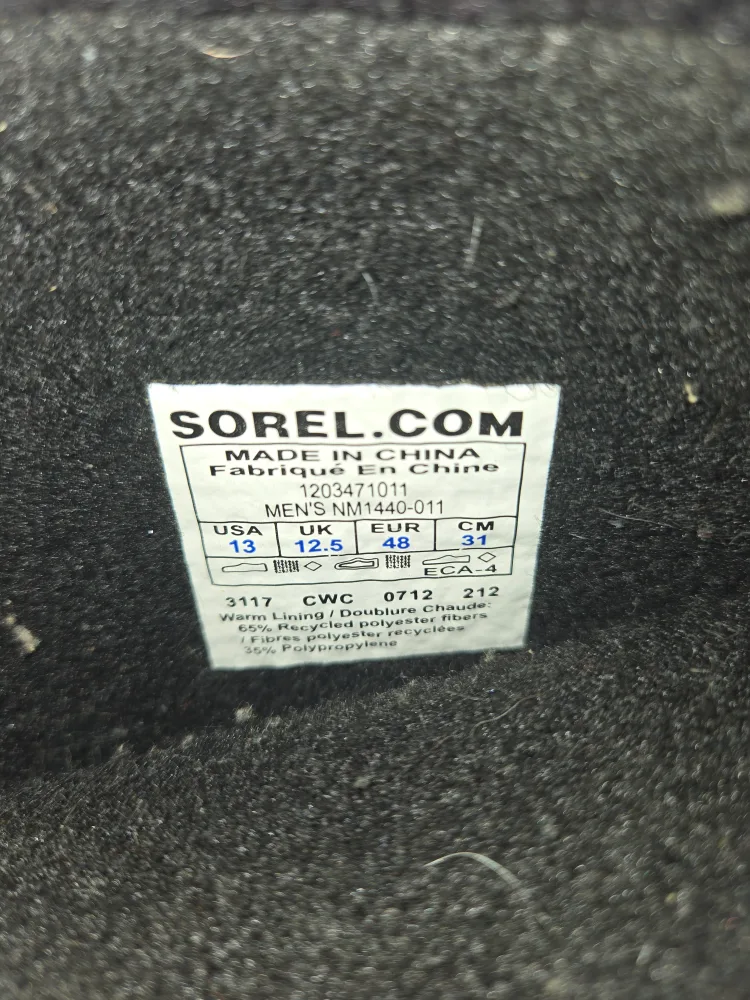 SOREL.COM
MADE IN CHINA
Fabriqué En Chine
1203471011
MEN'S NM1440-011
USA UK EUR CM
13 12.5 48 31
ECA-4
3117 CWC 0712 212
Warm Lining / Doublure Chaude:
65% Recycled polyester fibers
/ Fibres polyester recyclées
35% Polypropylene